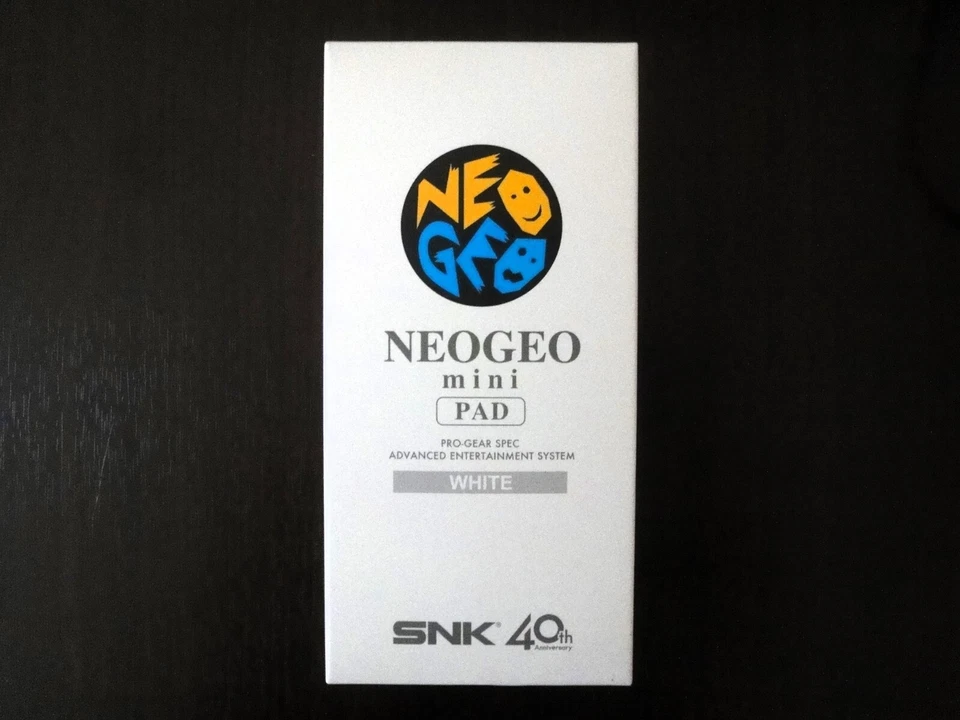 NEO
GEO
NEOGEO
mini
PAD
PRO-GEAR SPEC
ADVANCED ENTERTAINMENT SYSTEM
WHITE
SNK® 40th
Anniversary